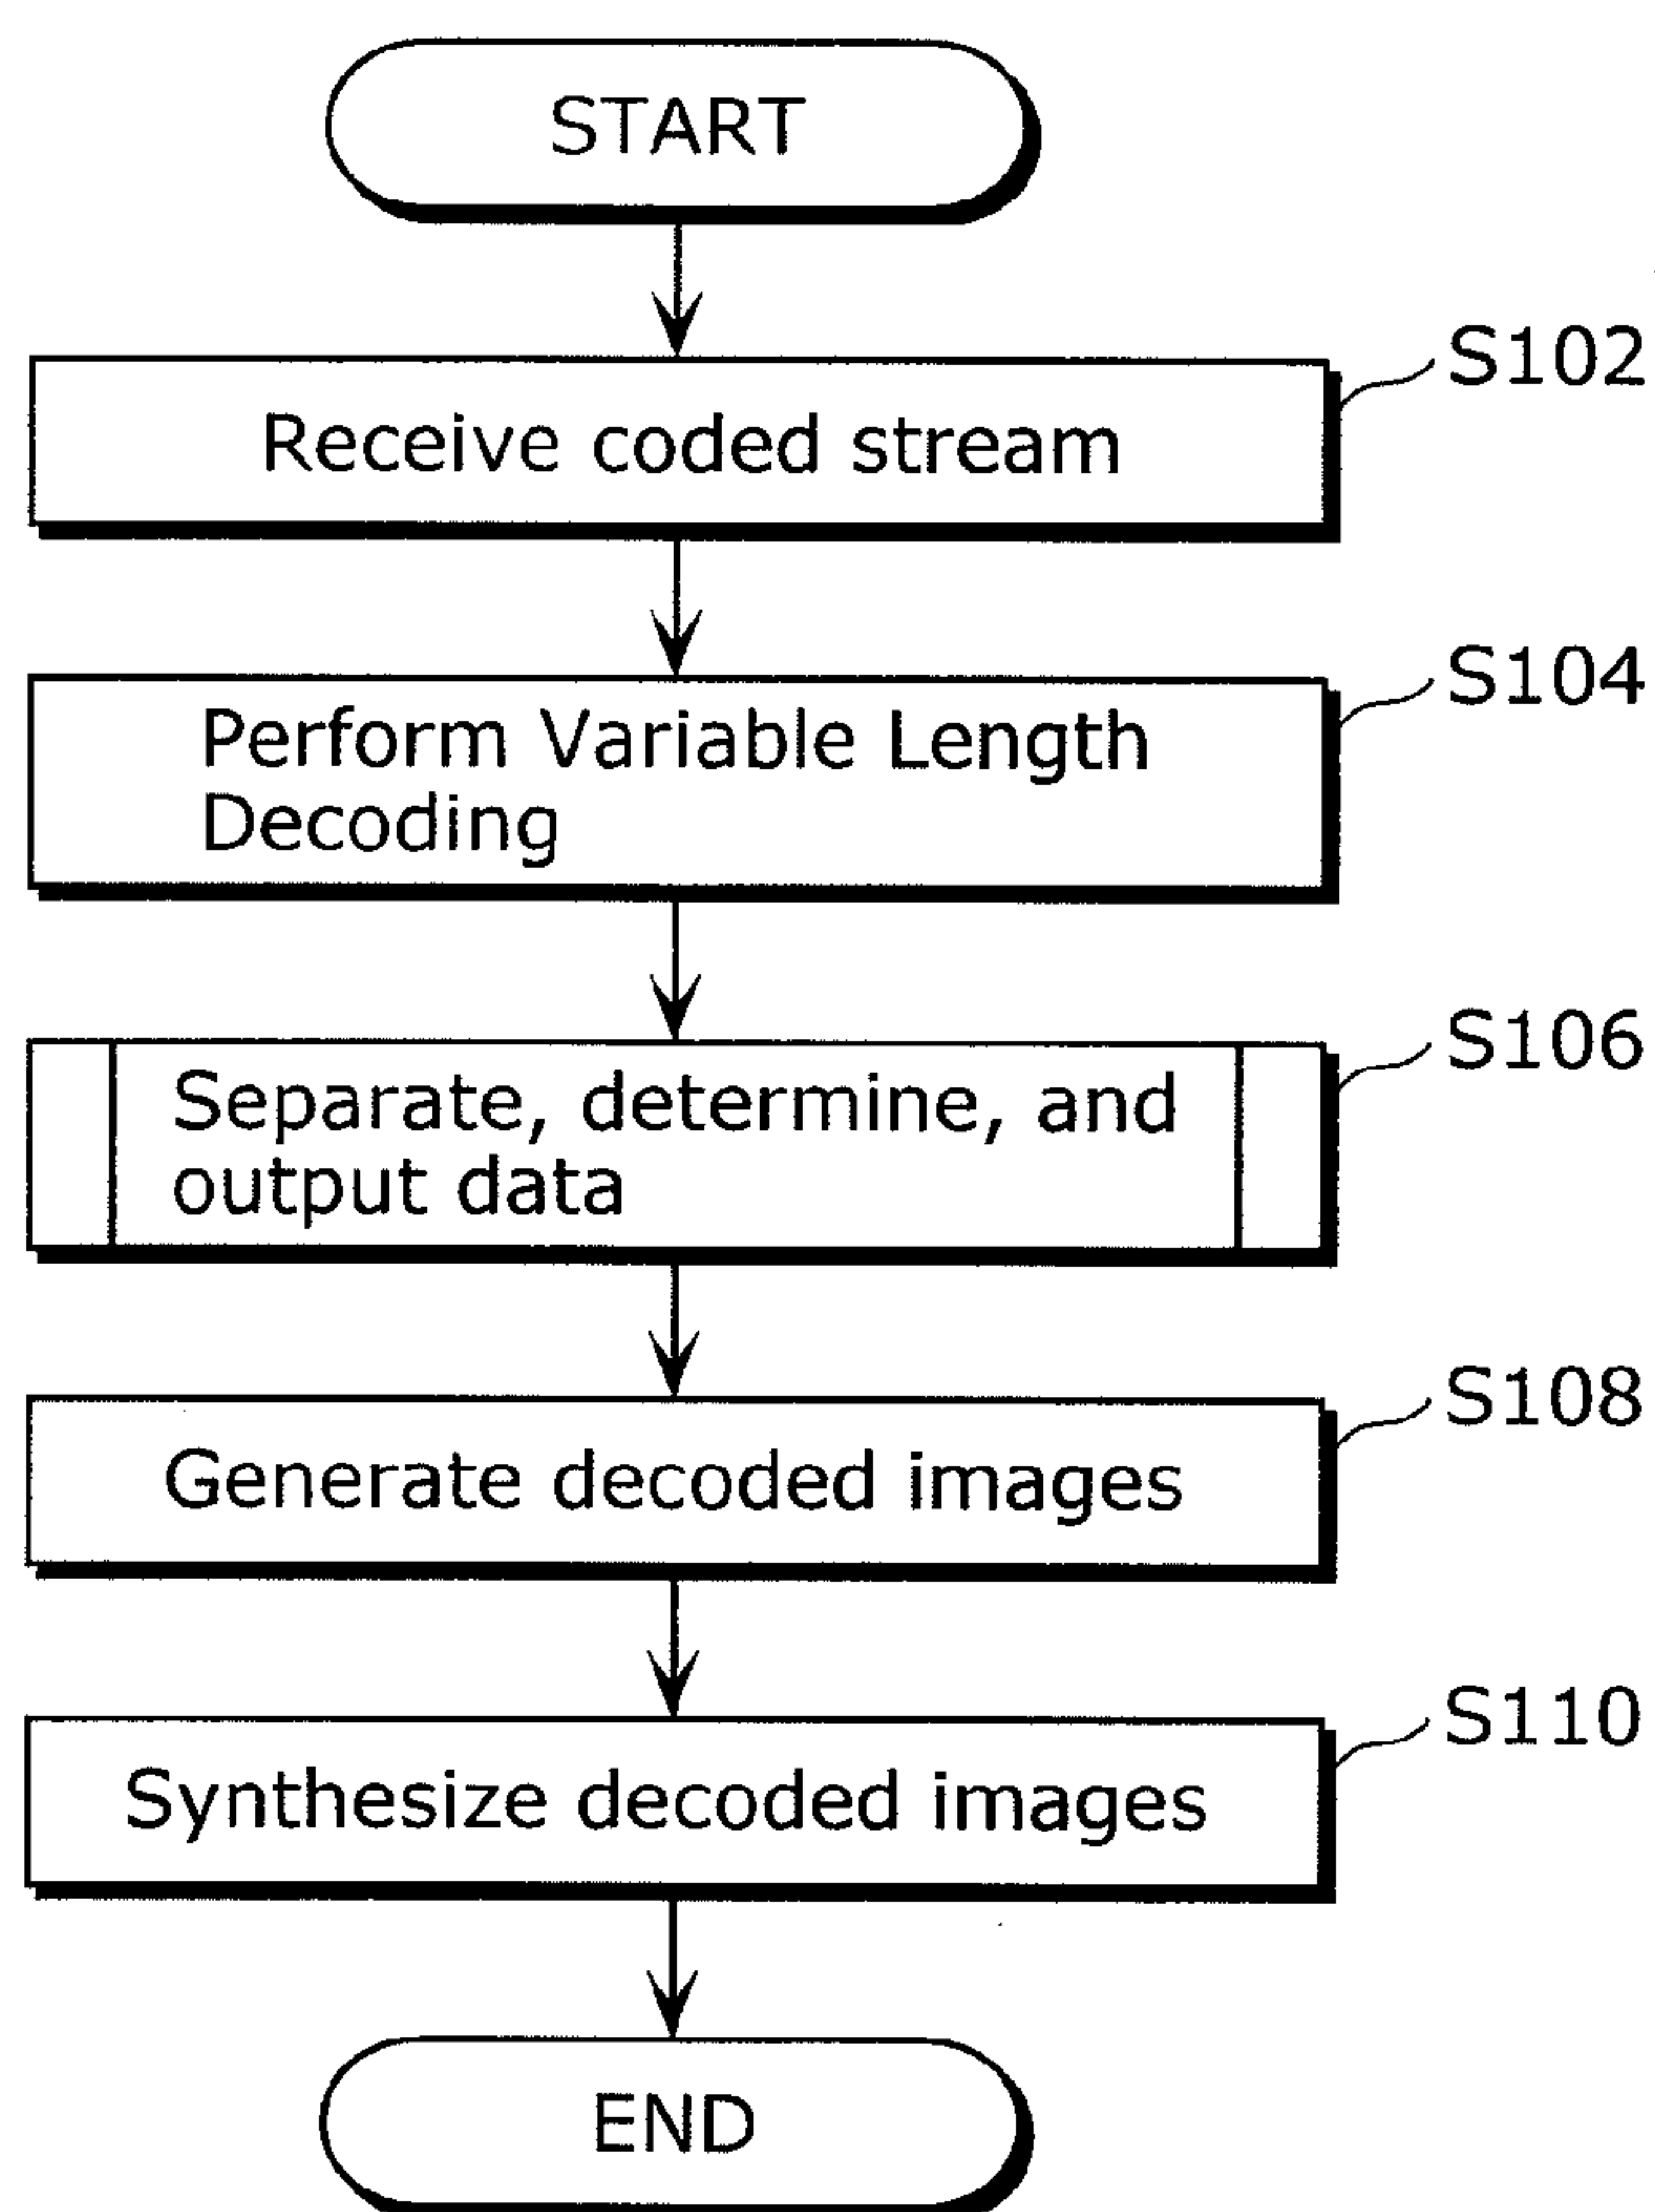 START
Receive coded stream
S102
Perform Variable Length
Decoding
S104
Separate, determine, and
output data
S106
Generate decoded images
S108
Synthesize decoded images
S110
END